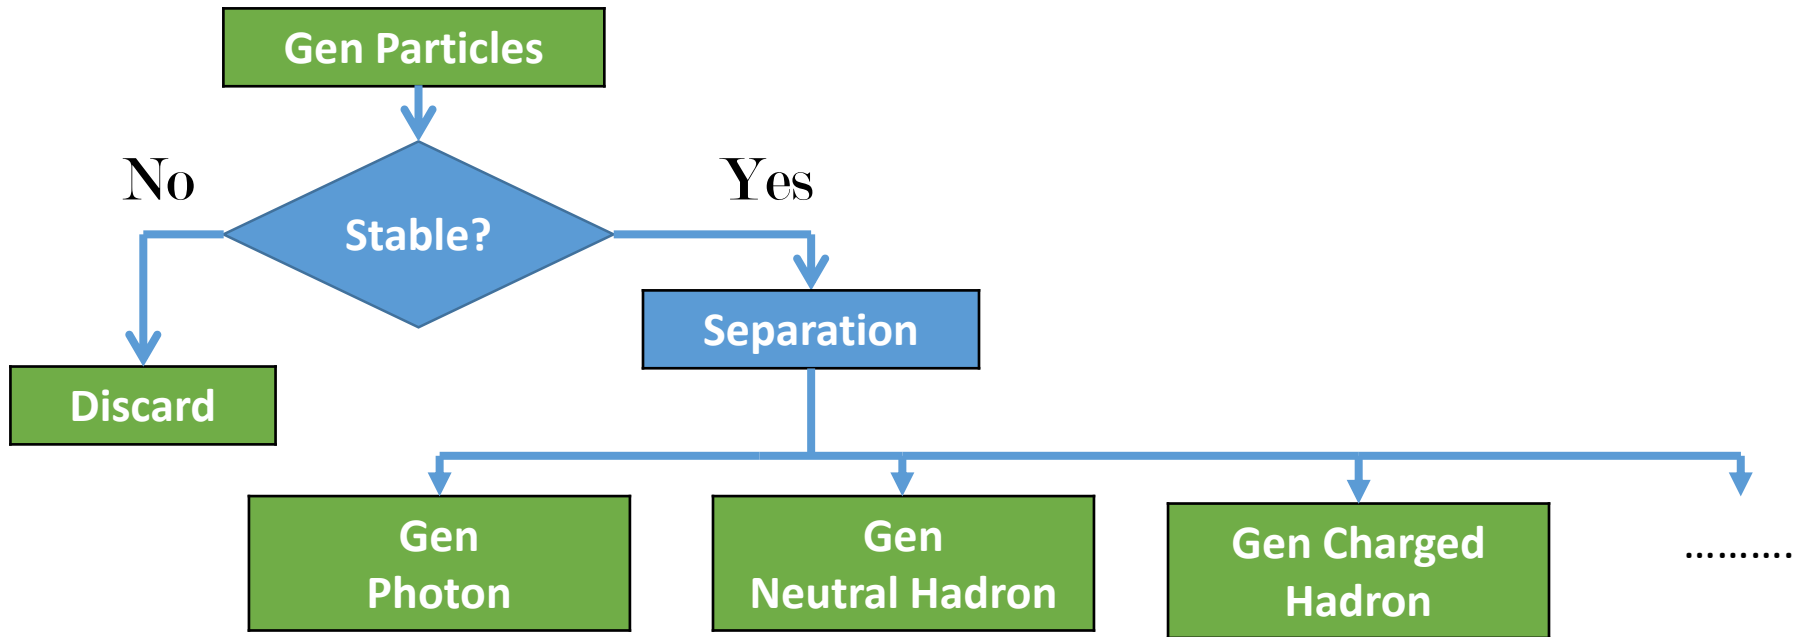 Gen Particles
No
Yes
Stable?
Separation
Discard
Gen
Photon
Gen
Neutral Hadron
Gen Charged
Hadron
..........